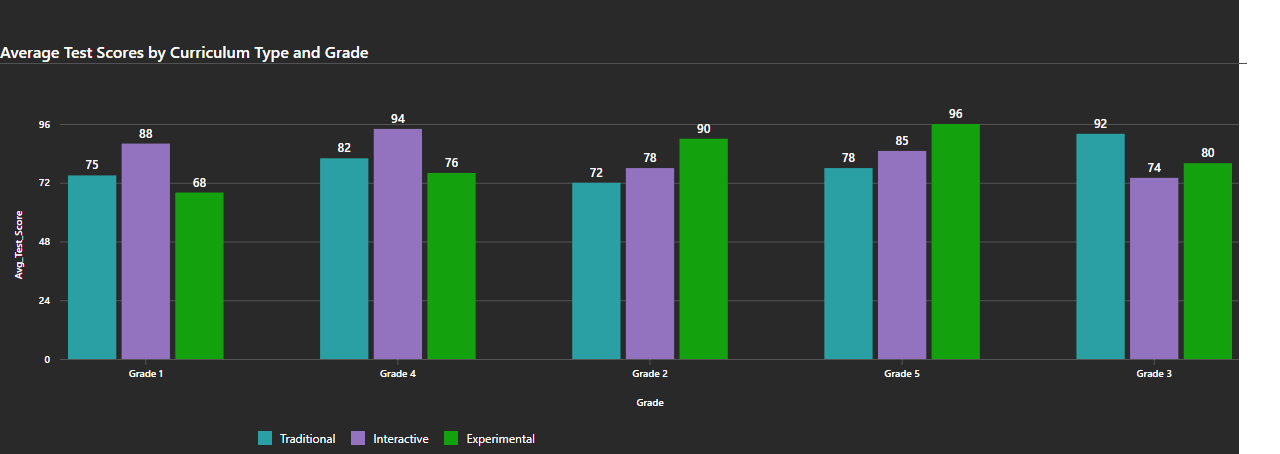 Average Test Scores by Curriculum Type and Grade
96
72
48
24
0
Avg_Test_Score
75
88
68
82
94
76
72
78
90
78
85
96
92
74
80
Grade 1
Grade 4
Grade 2
Grade 5
Grade 3
Grade
Traditional
Interactive
Experimental